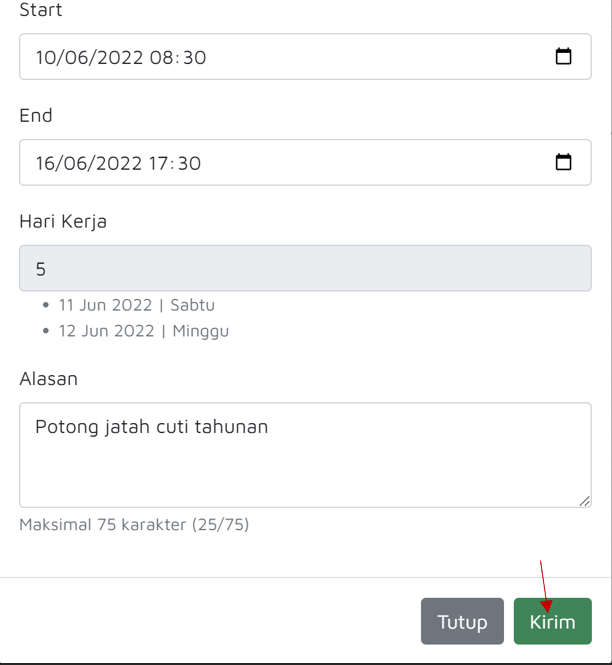 Start
10/06/2022 08:30
End
16/06/2022 17:30
Hari Kerja
5
• 11 Jun 2022 | Sabtu
• 12 Jun 2022 | Minggu
Alasan
Potong jatah cuti tahunan
Maksimal 75 karakter (25/75)
Tutup Kirim